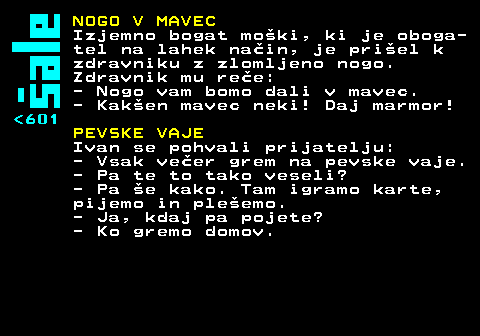 šale
<601
NOGO V MAVEC
Izjemno bogat moški, ki je oboga-
tel na lahek način, je prišel k
zdravniku z zlomljeno nogo.
Zdravnik mu reče:
- Nogo vam bomo dali v mavec.
- Kakšen mavec neki! Daj marmor!
PEVSKE VAJE
Ivan se pohvali prijatelju:
- Vsak večer grem na pevske vaje.
- Pa te to tako veseli?
- Pa še kako. Tam igramo karte,
pijemo in plešemo.
- Ja, kdaj pa pojete?
- Ko gremo domov.